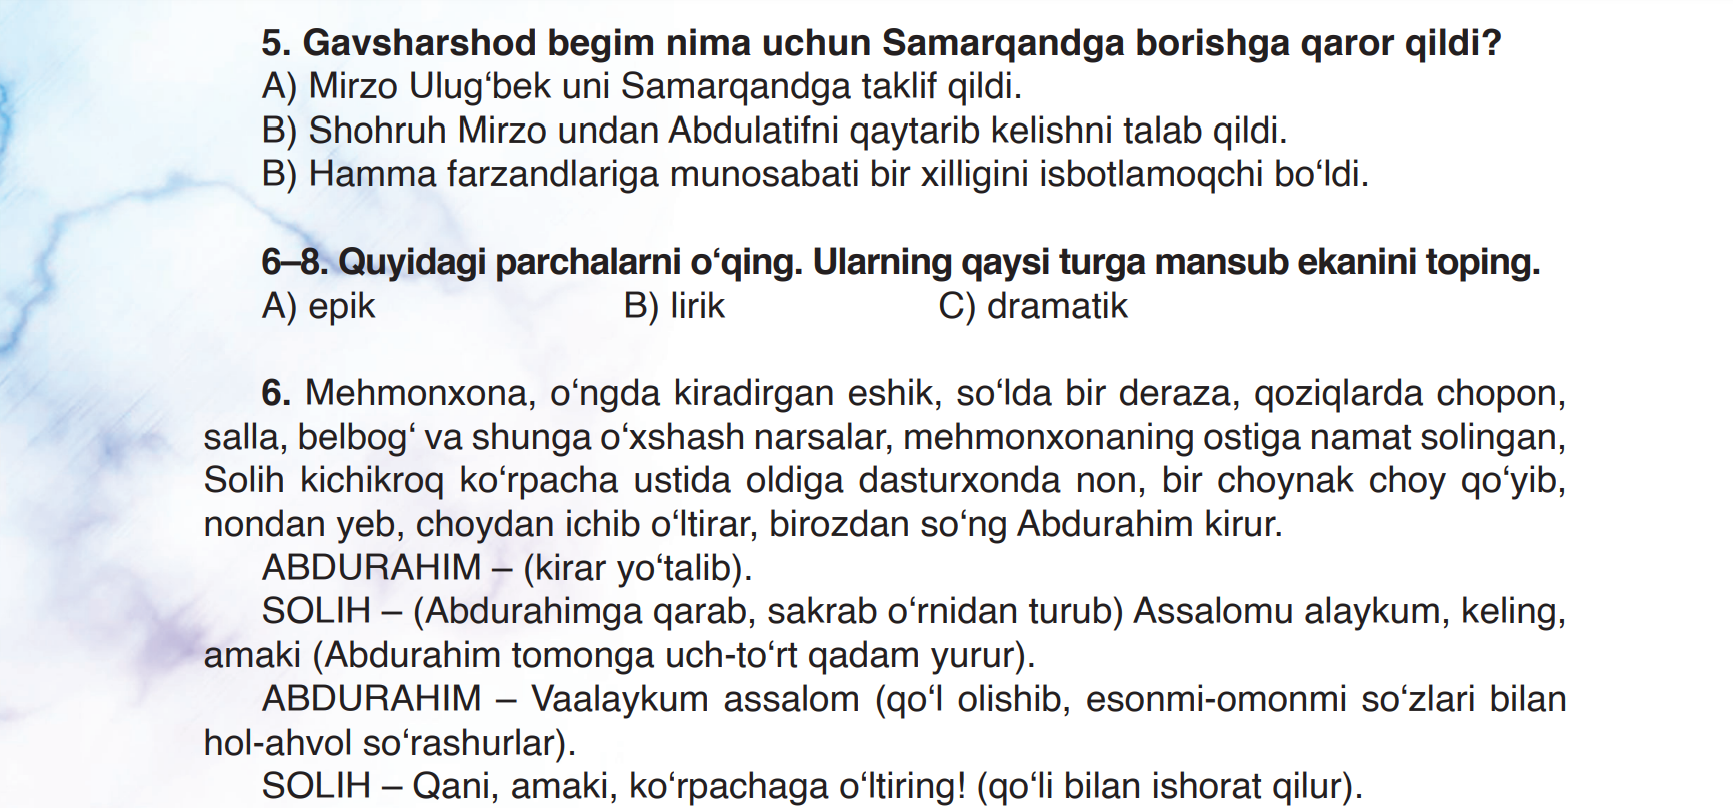 5. Gavsharshod begim nima uchun Samarqandga borishga qaror qildi?
A) Mirzo Ulug‘bek uni Samarqandga taklif qildi.
B) Shohruh Mirzo undan Abdulatifni qaytarib kelishni talab qildi.
B) Hamma farzandlariga munosabati bir xilligini isbotlamoqchi bo‘ldi.
6–8. Quyidagi parchalarni o‘qing. Ularning qaysi turga mansub ekanini toping.
A) epik B) lirik C) dramatik
6. Mehmonxona, o‘ngda kiradirgan eshik, so‘lda bir deraza, qoziqlarda chopon,
salla, belbog‘ va shunga o‘xshash narsalar, mehmonxonaning ostiga namat solingan,
Solih kichikroq ko‘rpacha ustida oldiga dasturxonda non, bir choynak choy qo‘yib,
nondan yeb, choydan ichib o‘ltirar, birozdan so‘ng Abdurahim kirur.
ABDURAHIM – (kirar yo‘talib).
SOLIH – (Abdurahimga qarab, sakrab o‘rnidan turub) Assalomu alaykum, keling,
amaki (Abdurahim tomonga uch-to‘rt qadam yurur).
ABDURAHIM – Vaalaykum assalom (qo‘l olishib, esonmi-omonmi so‘zlari bilan
hol-ahvol so‘rashurlar).
SOLIH – Qani, amaki, ko‘rpachaga o‘ltiring! (qo‘li bilan ishorat qilur).